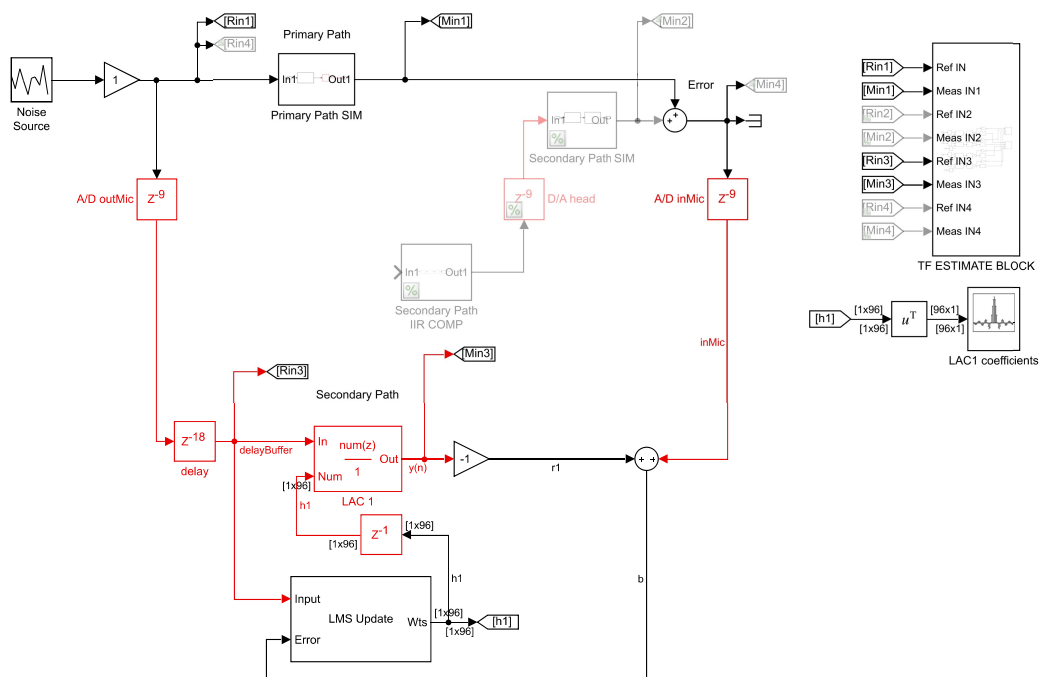 [Rin1]
[Min1]
[Min2]
[Rin4]
Primary Path
1
In1
Out1
Primary Path SIM
Noise
Source
Error
[Min4]
+
+
In1
Out
Secondary Path SIM
A/D outMic
Z-9
Z-9
D/A head
A/D inMic
Z-9
In1
Out1
Secondary Path
IIR COMP
[Rin1]
Ref IN
[Min1]
Meas IN1
[Rin2]
Ref IN2
[Min2]
Meas IN2
[Rin3]
Ref IN3
[Min3]
Meas IN3
[Rin4]
Ref IN4
[Min4]
Meas IN4
TF ESTIMATE BLOCK
[h1]
[1x96]
[1x96]
uT
[96x1]
[96x1]
LAC1 coefficients
inMic
[Min3]
[Rin3]
Secondary Path
Z-18
delay
delayBuffer
In
num(z)
1
Out
Num
LAC 1
y(n)
-1
r1
+ -
[1x96]
h1
Z-1
[1x96]
[1x96]
h1
b
Input
LMS Update
Wts
Error
[1x96]
[1x96]
[h1]